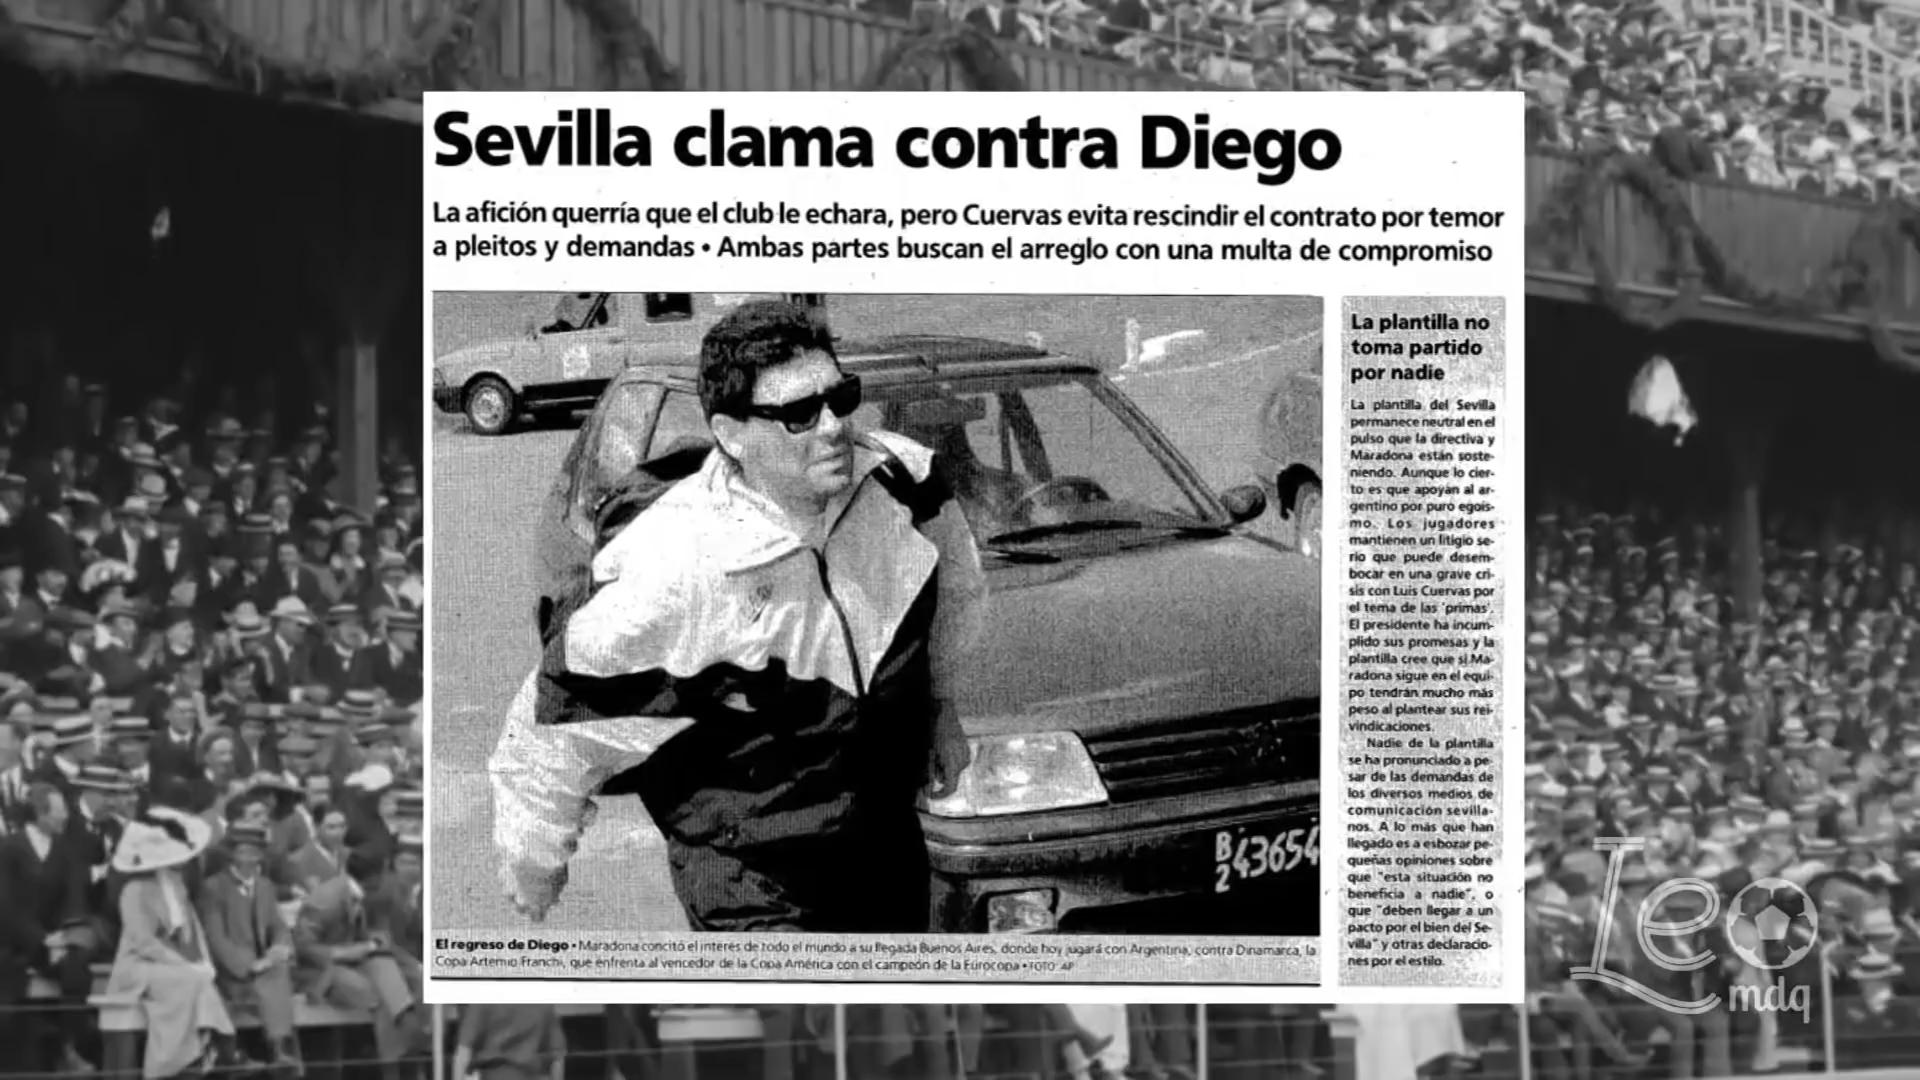 Sevilla clama contra Diego
La afición querría que el club le echara, pero Cuervas evita rescindir el contrato por temor
a pleitos y demandas • Ambas partes buscan el arreglo con una multa de compromiso
La plantilla no
toma partido
por nadie
La plantilla del Sevilla
permanece neutral en el
pulso que la directiva y
Maradona están soste-
niendo. Aunque lo cier-
to es que apoyan al ar-
gentino por puro egoís-
mo. Los jugadores
mantienen un litigio se-
rio que puede desem-
bocar en una grave cri-
sis con Luis Cuervas por
el tema de las 'primas'.
El presidente ha incum-
plido sus promesas y la
plantilla cree que si Ma-
radona sigue en el equi-
po tendrán mucho más
peso al plantear sus rei-
vindicaciones.
Nadie de la plantilla
se ha pronunciado a pe-
sar de las demandas de
los diversos medios de
comunicación sevilla-
nos. A lo más que han
llegado es a esbozar pe-
queñas opiniones sobre
que "esta situación no
beneficia a nadie", o
que "deben llegar a un
pacto por el bien del Se-
villa" y otras declaracio-
nes por el estilo.
B 43654
2
El regreso de Diego • Maradona concitó el interés de todo el mundo a su llegada Buenos Aires, donde hoy jugará con Argentina, contra Dinamarca, la
Copa Artemio Franchi, que enfrenta al vencedor de la Copa América con el campeón de la Eurocopa • FOTO: AP
Leo
mdq